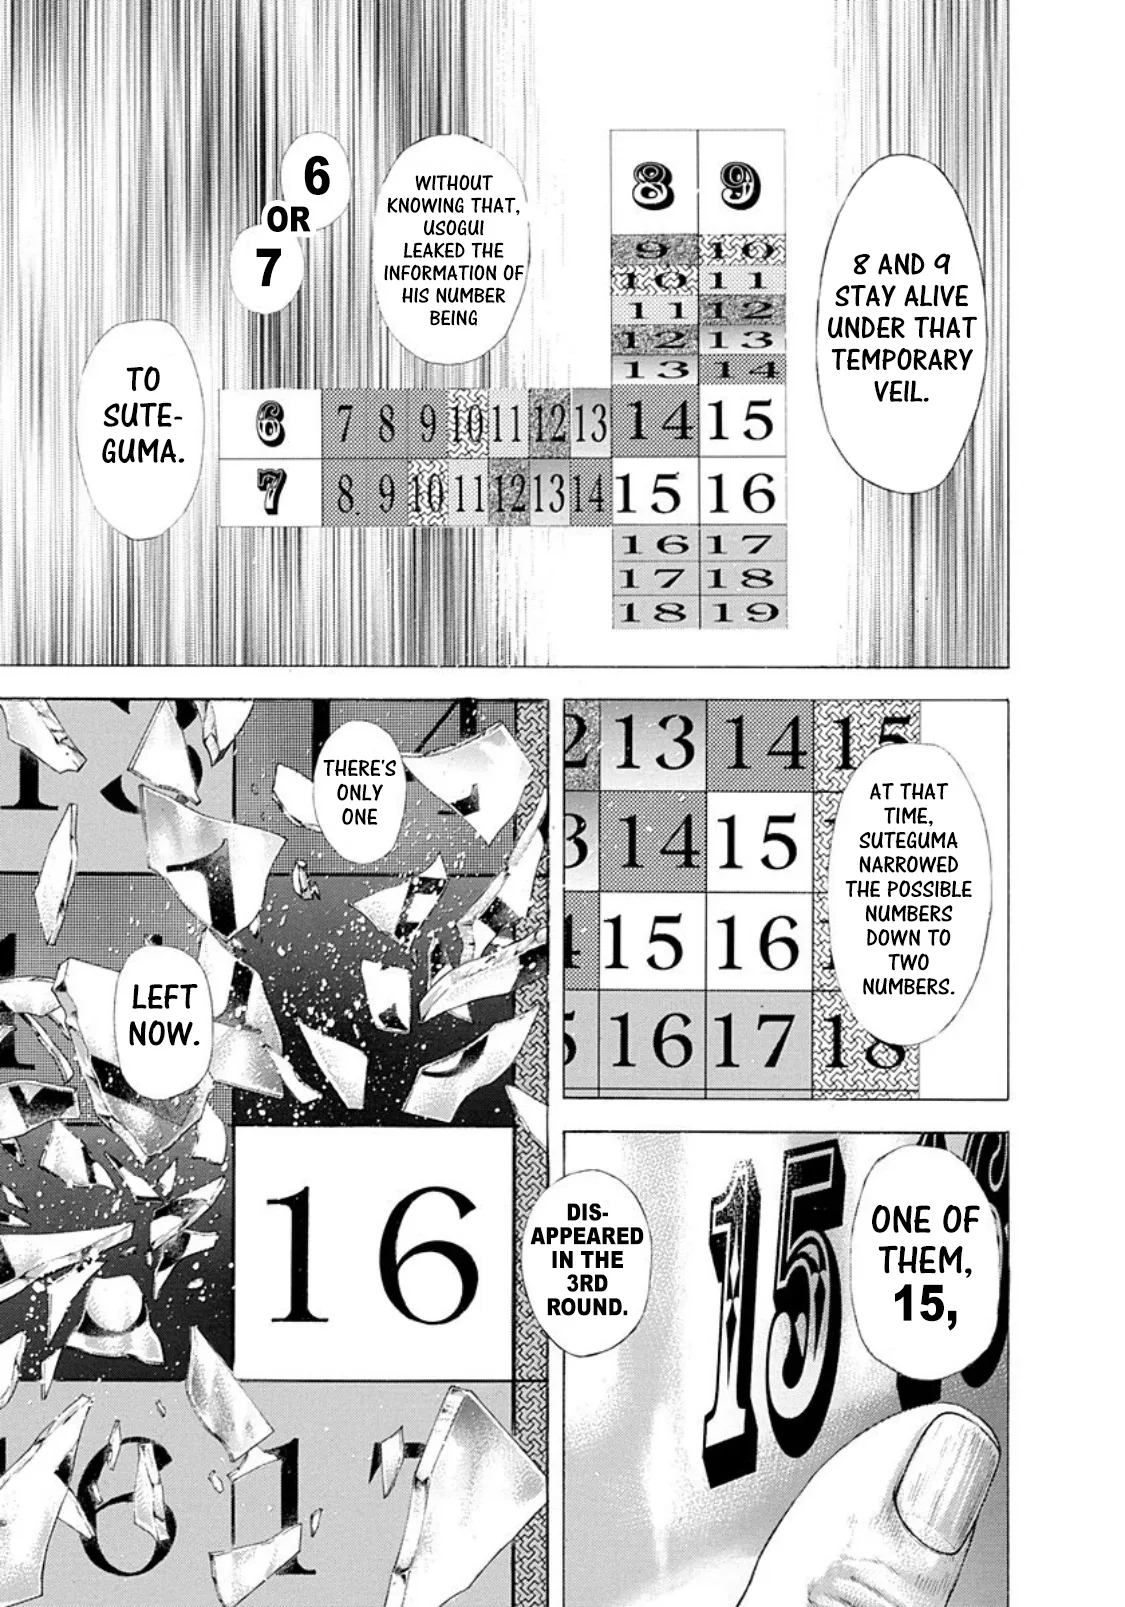 8 AND 9
STAY ALIVE
UNDER THAT
TEMPORARY
VEIL.
8 9
9 10
10 11
11 12
12 13
13 14
WITHOUT
KNOWING THAT,
USOGUI
LEAKED THE
INFORMATION OF
HIS NUMBER
BEING
6
OR
7
TO
SUTE-
GUMA.
6 7 8 9 10 11 12 13 14 15
7 8 9 10 11 12 13 14 15 16
16 17
17 18
18 19
13 14 15
14 15
15 16
16 17 18
AT THAT
TIME,
SUTEGUMA
NARROWED
THE POSSIBLE
NUMBERS
DOWN TO
TWO
NUMBERS.
15
ONE OF
THEM,
15,
DIS-
APPEARED
IN THE
3RD
ROUND.
THERE'S
ONLY
ONE
LEFT
NOW.
16
16 17